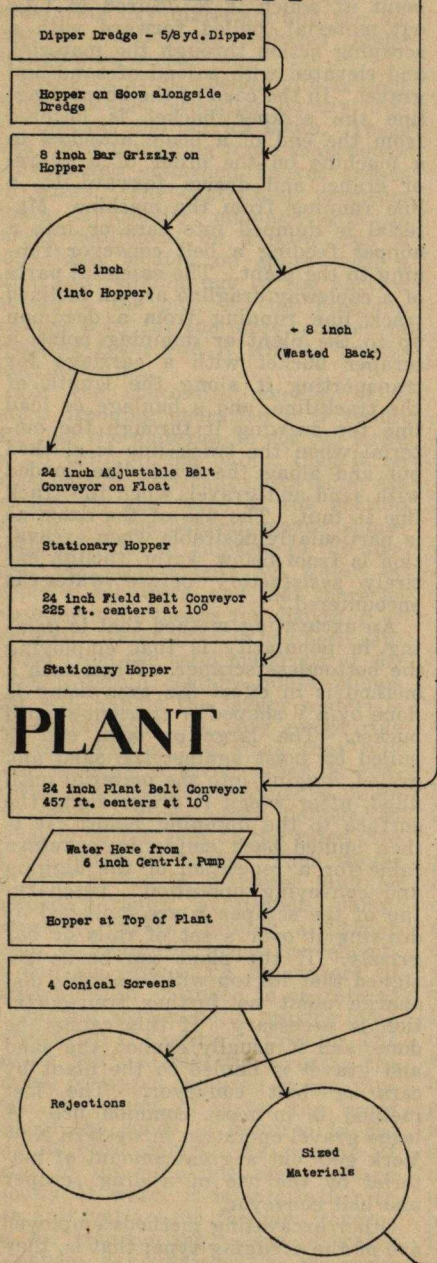 Dipper Dredge - 5/8 yd. Dipper
Hopper on Scow alongside
Dredge
8 inch Bar Grizzly on
Hopper
-8 inch
(into Hopper)
+ 8 inch
(Wasted Back)
24 inch Adjustable Belt
Conveyor on Float
Stationary Hopper
24 inch Field Belt Conveyor
225 ft. centers at 10°
Stationary Hopper
PLANT
24 inch Plant Belt Conveyor
457 ft. centers at 10°
Water Here from
6 inch Centrif. Pump
Hopper at Top of Plant
4 Conical Screens
Rejections
Sized
Materials